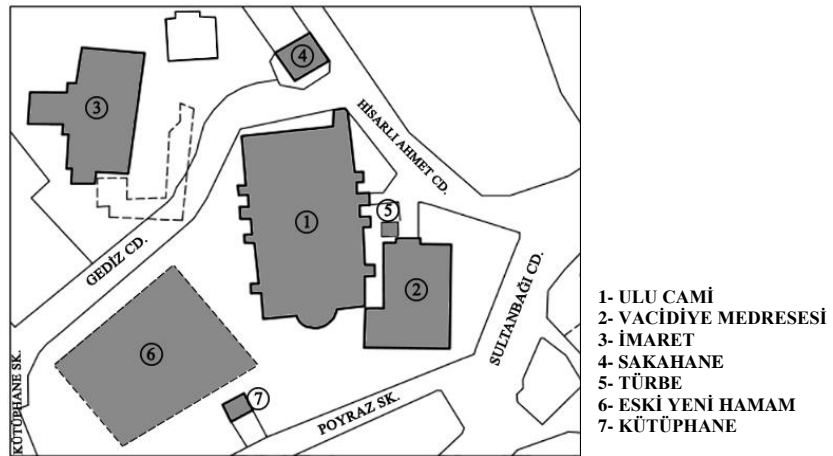 4
3
HİSARLI AHMET CD.
5
1
GEDİZ CD.
2
SULTANBAĞI CD.
6
7
KÜTÜPHANE SK.
POYRAZ SK.
1- ULU CAMİ
2- VACİDİYE MEDRESESİ
3- İMARET
4- SAKAHANE
5- TÜRBE
6- ESKİ YENİ HAMAM
7- KÜTÜPHANE